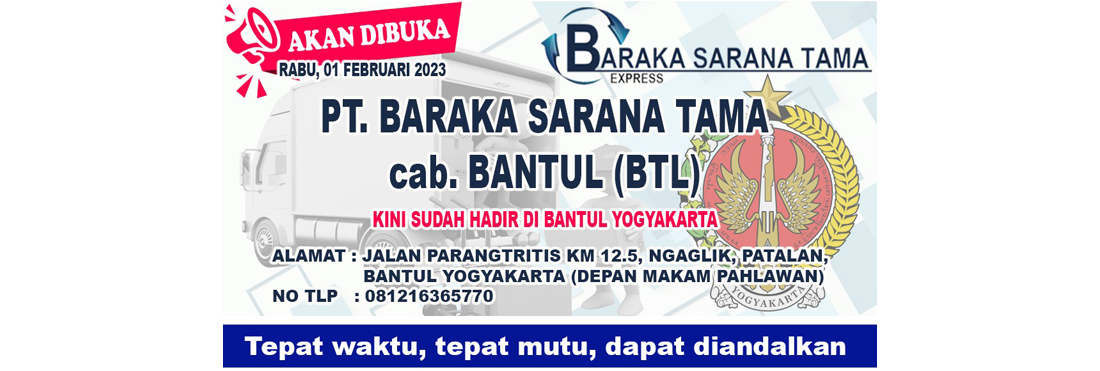 AKAN DIBUKA
RABU, 01 FEBRUARI 2023
BARAKA SARANA TAMA
EXPRESS
PT. BARAKA SARANA TAMA
cab. BANTUL (BTL)
KINI SUDAH HADIR DI BANTUL YOGYAKARTA
ALAMAT : JALAN PARANGTRITIS KM 12.5, NGAGLIK, PATALAN,
BANTUL YOGYAKARTA (DEPAN MAKAM PAHLAWAN)
NO TLP : 081216365770
YOGYAKARTA
Tepat waktu, tepat mutu, dapat diandalkan